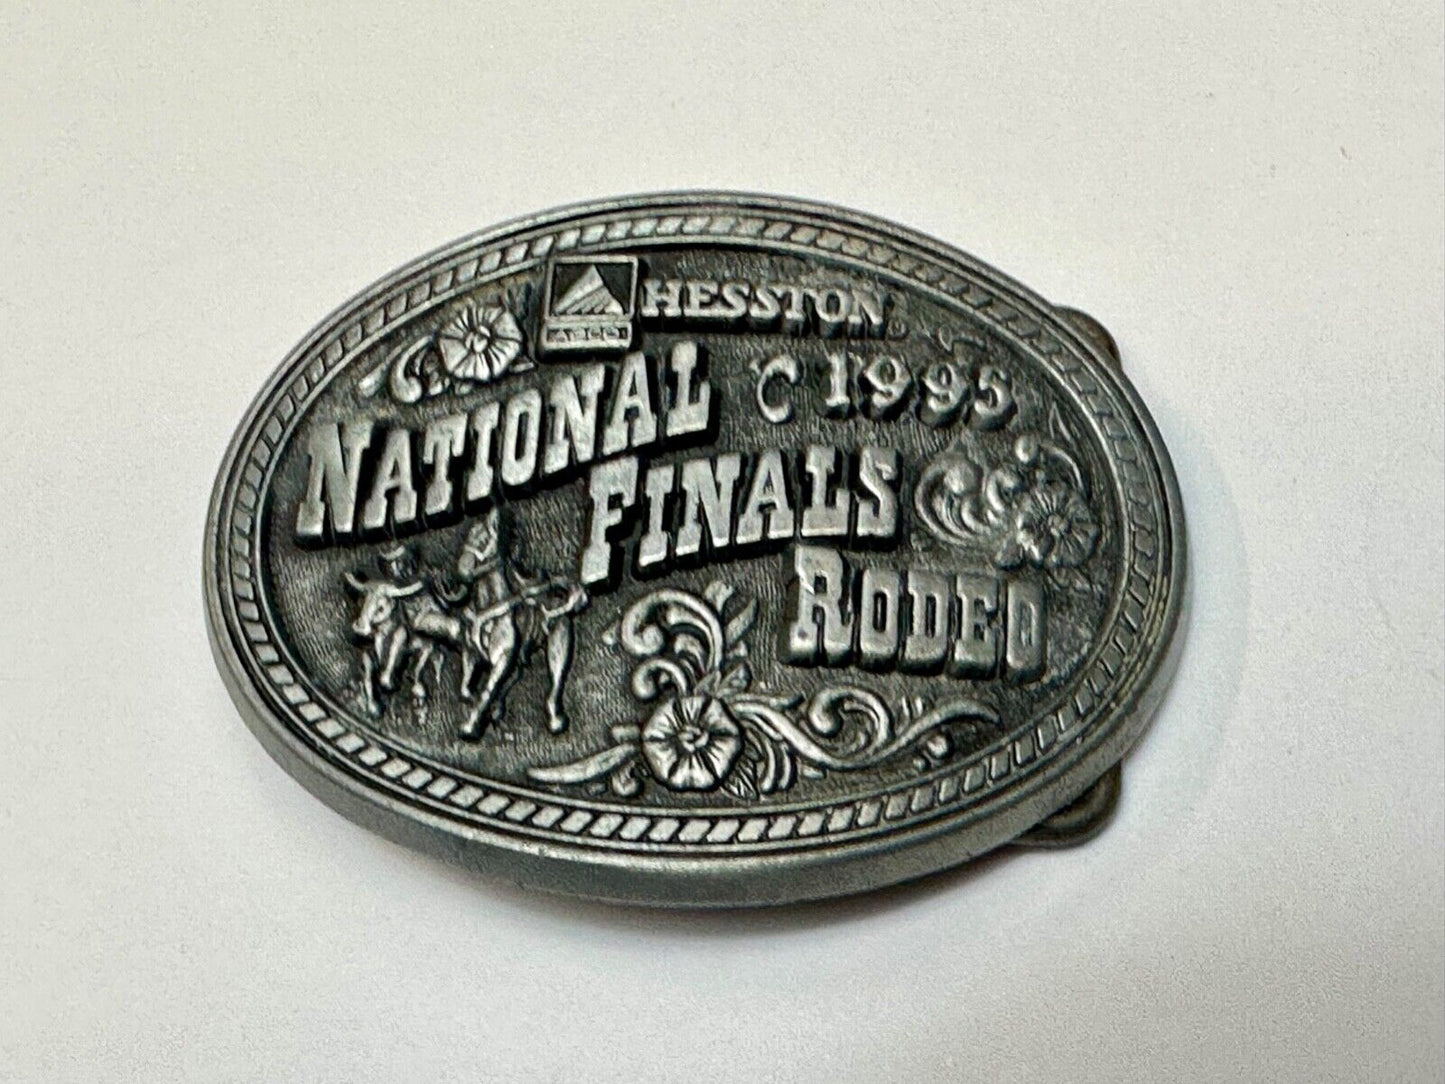 HESSTON
C 1995
NATIONAL
FINALS
RODEO